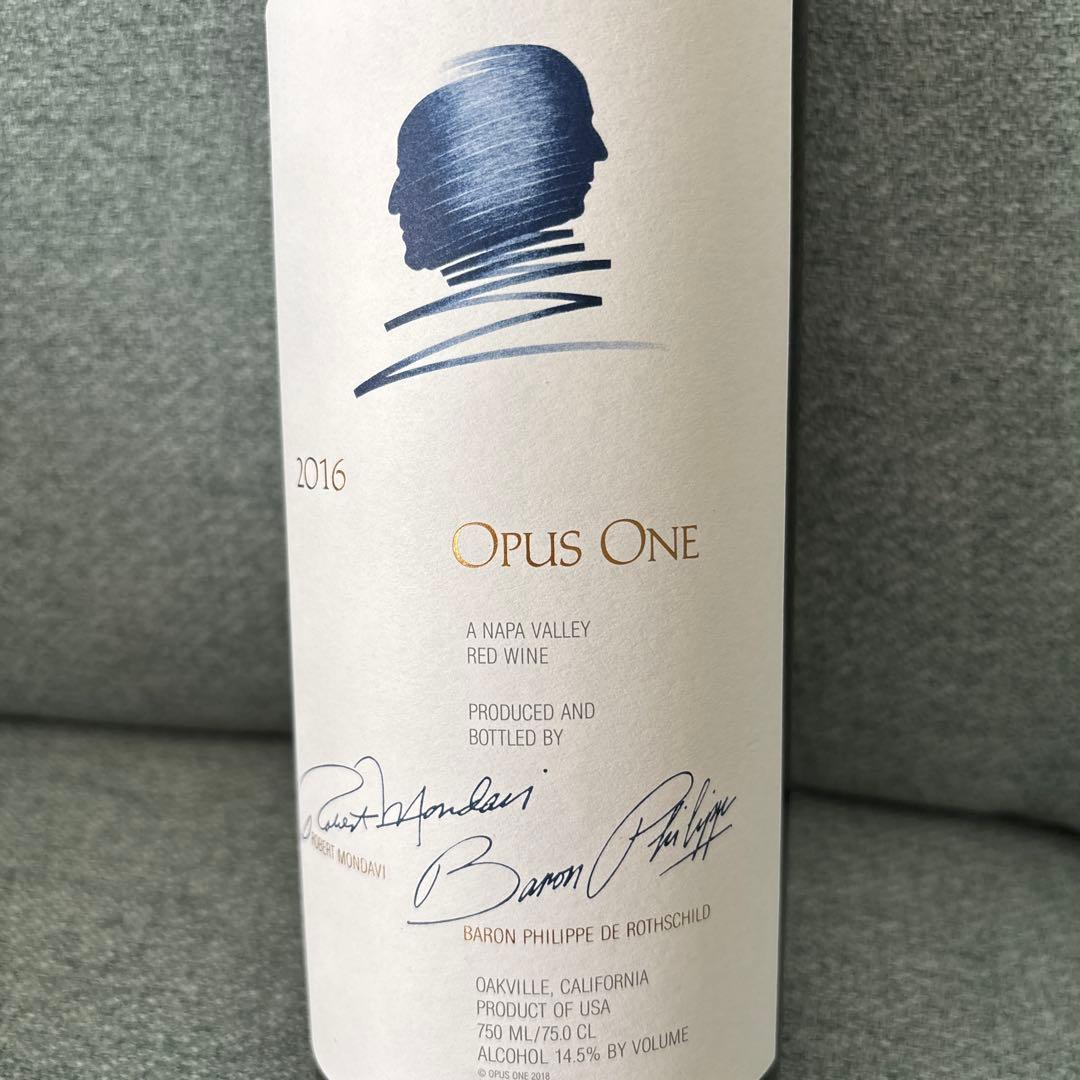 2016
OPUS ONE
A NAPA VALLEY
RED WINE
PRODUCED AND
BOTTLED BY
Robert Mondavi
ROBERT MONDAVI
Baron Philippe
BARON PHILIPPE DE ROTHSCHILD
OAKVILLE, CALIFORNIA
PRODUCT OF USA
750 ML/75.0 CL
ALCOHOL 14.5% BY VOLUME
© OPUS ONE 2018